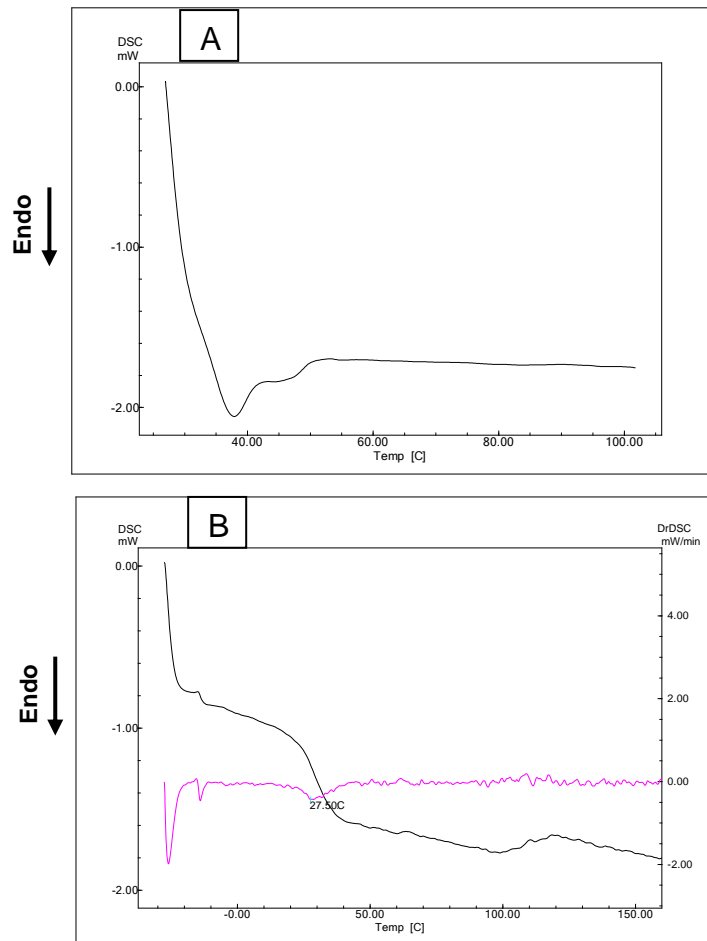 A
DSC
mW
0.00
-1.00
-2.00
40.00 60.00 80.00 100.00
Temp [C]
Endo
B
DSC
mW
DrDSC
mW/min
0.00
-1.00
-2.00
4.00
2.00
0.00
-2.00
27.50C
-0.00 50.00 100.00 150.00
Temp [C]
Endo